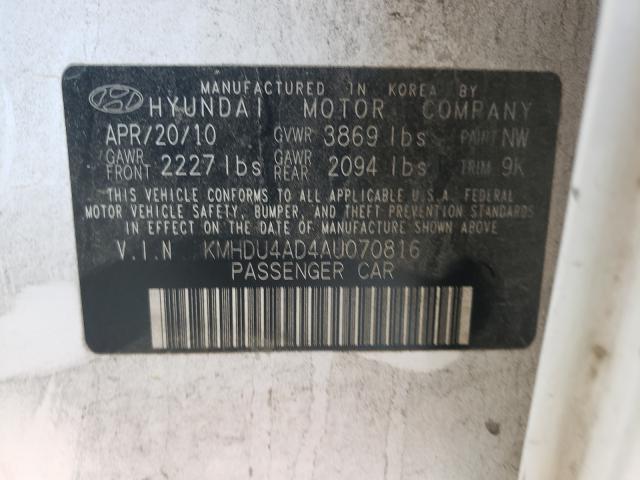 MANUFACTURED IN KOREA BY
HYUNDAI MOTOR COMPANY
APR/20/10 GVWR 3869 lbs PAINT NW
GAWR FRONT 2227 lbs GAWR REAR 2094 lbs TRIM 9K
THIS VEHICLE CONFORMS TO ALL APPLICABLE U.S.A. FEDERAL
MOTOR VEHICLE SAFETY, BUMPER, AND THEFT PREVENTION STANDARDS
IN EFFECT ON THE DATE OF MANUFACTURE SHOWN ABOVE.
V.I.N KMHDU4AD4AU070816
PASSENGER CAR